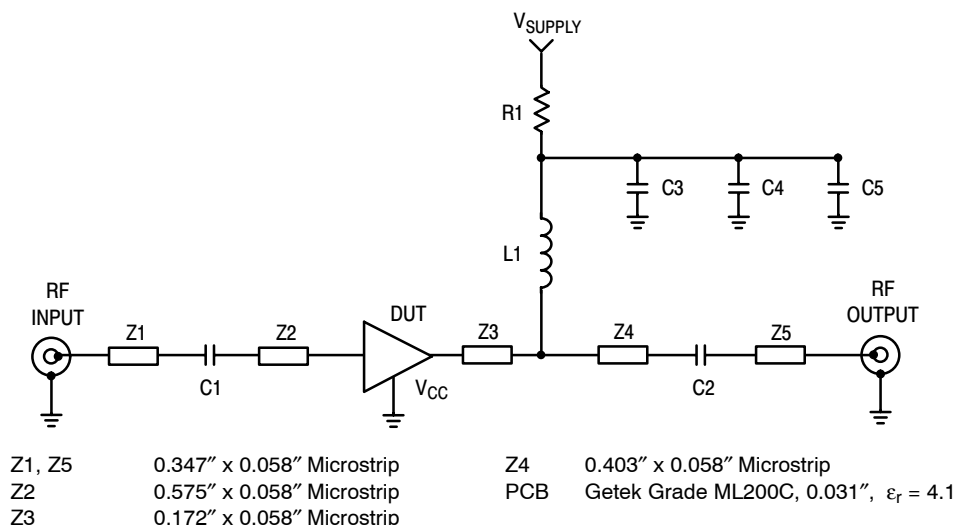 VSUPPLY
R1
C3
C4
C5
L1
RF
INPUT
Z1
C1
Z2
DUT
VCC
Z3
Z4
C2
Z5
RF
OUTPUT
Z1, Z5 0.347″ x 0.058″ Microstrip
Z2 0.575″ x 0.058″ Microstrip
Z3 0.172″ x 0.058″ Microstrip
Z4 0.403″ x 0.058″ Microstrip
PCB Getek Grade ML200C, 0.031″, εr = 4.1